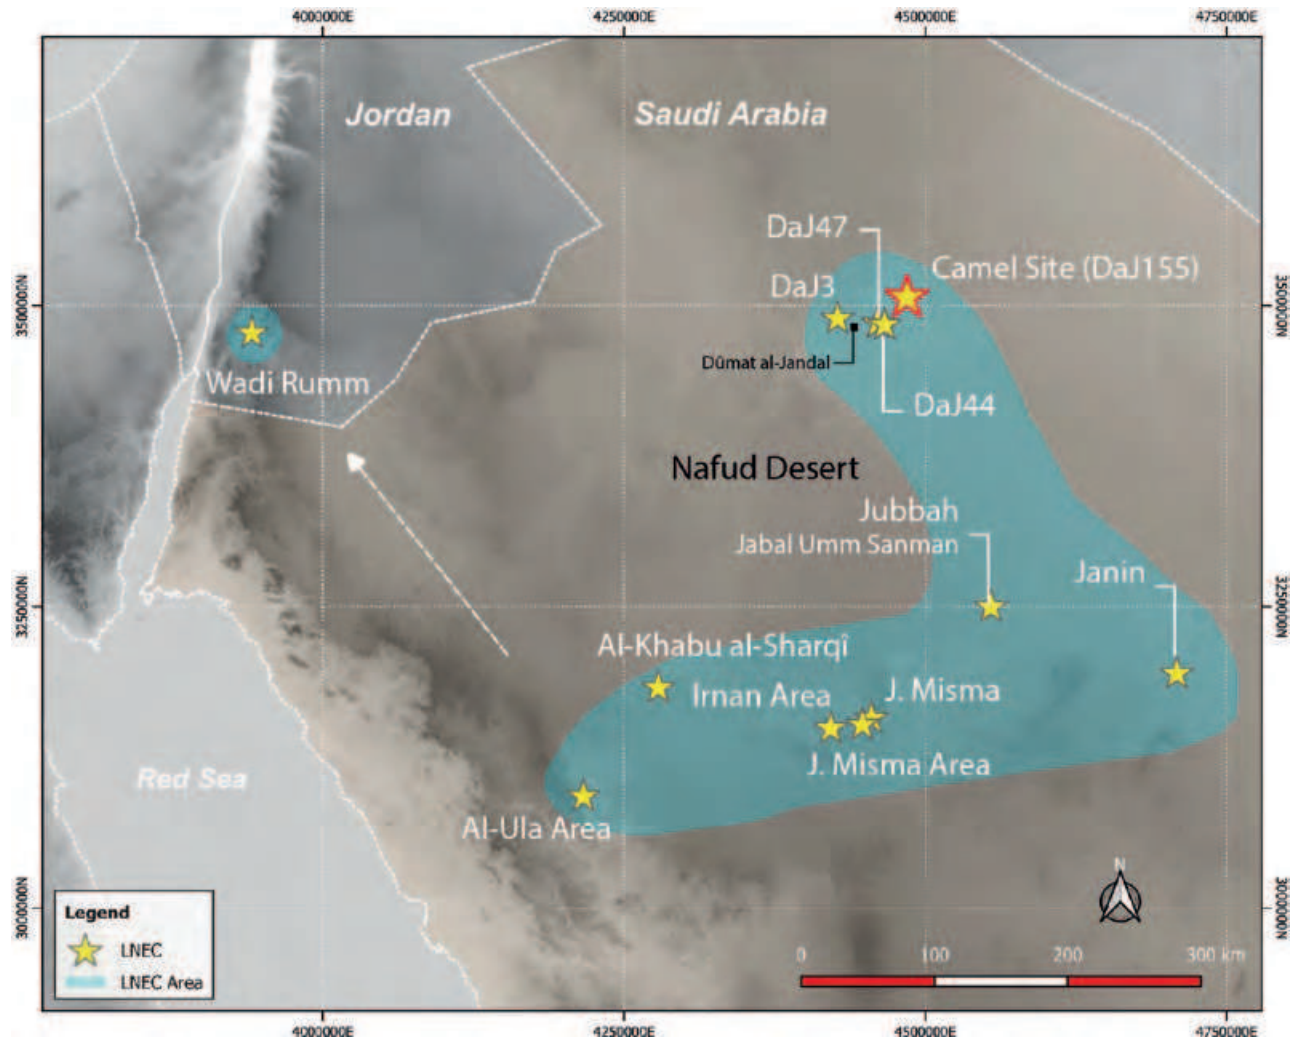 4000000E 4250000E 4500000E 4750000E
Jordan
Saudi Arabia
DaJ47
Camel Site (DaJ155)
DaJ3
3500000N
3500000N
Dûmat al-Jandal
Wadi Rumm
DaJ44
Nafud Desert
Jubbah
Jabal Umm Sanman
Janin
3250000N
3250000N
Al-Khabu al-Sharqî
Irnan Area
J. Misma
J. Misma Area
Red Sea
Al-Ula Area
N
3000000N
3000000N
Legend
LNEC
LNEC Area
0 100 200 300 km
4000000E 4250000E 4500000E 4750000E